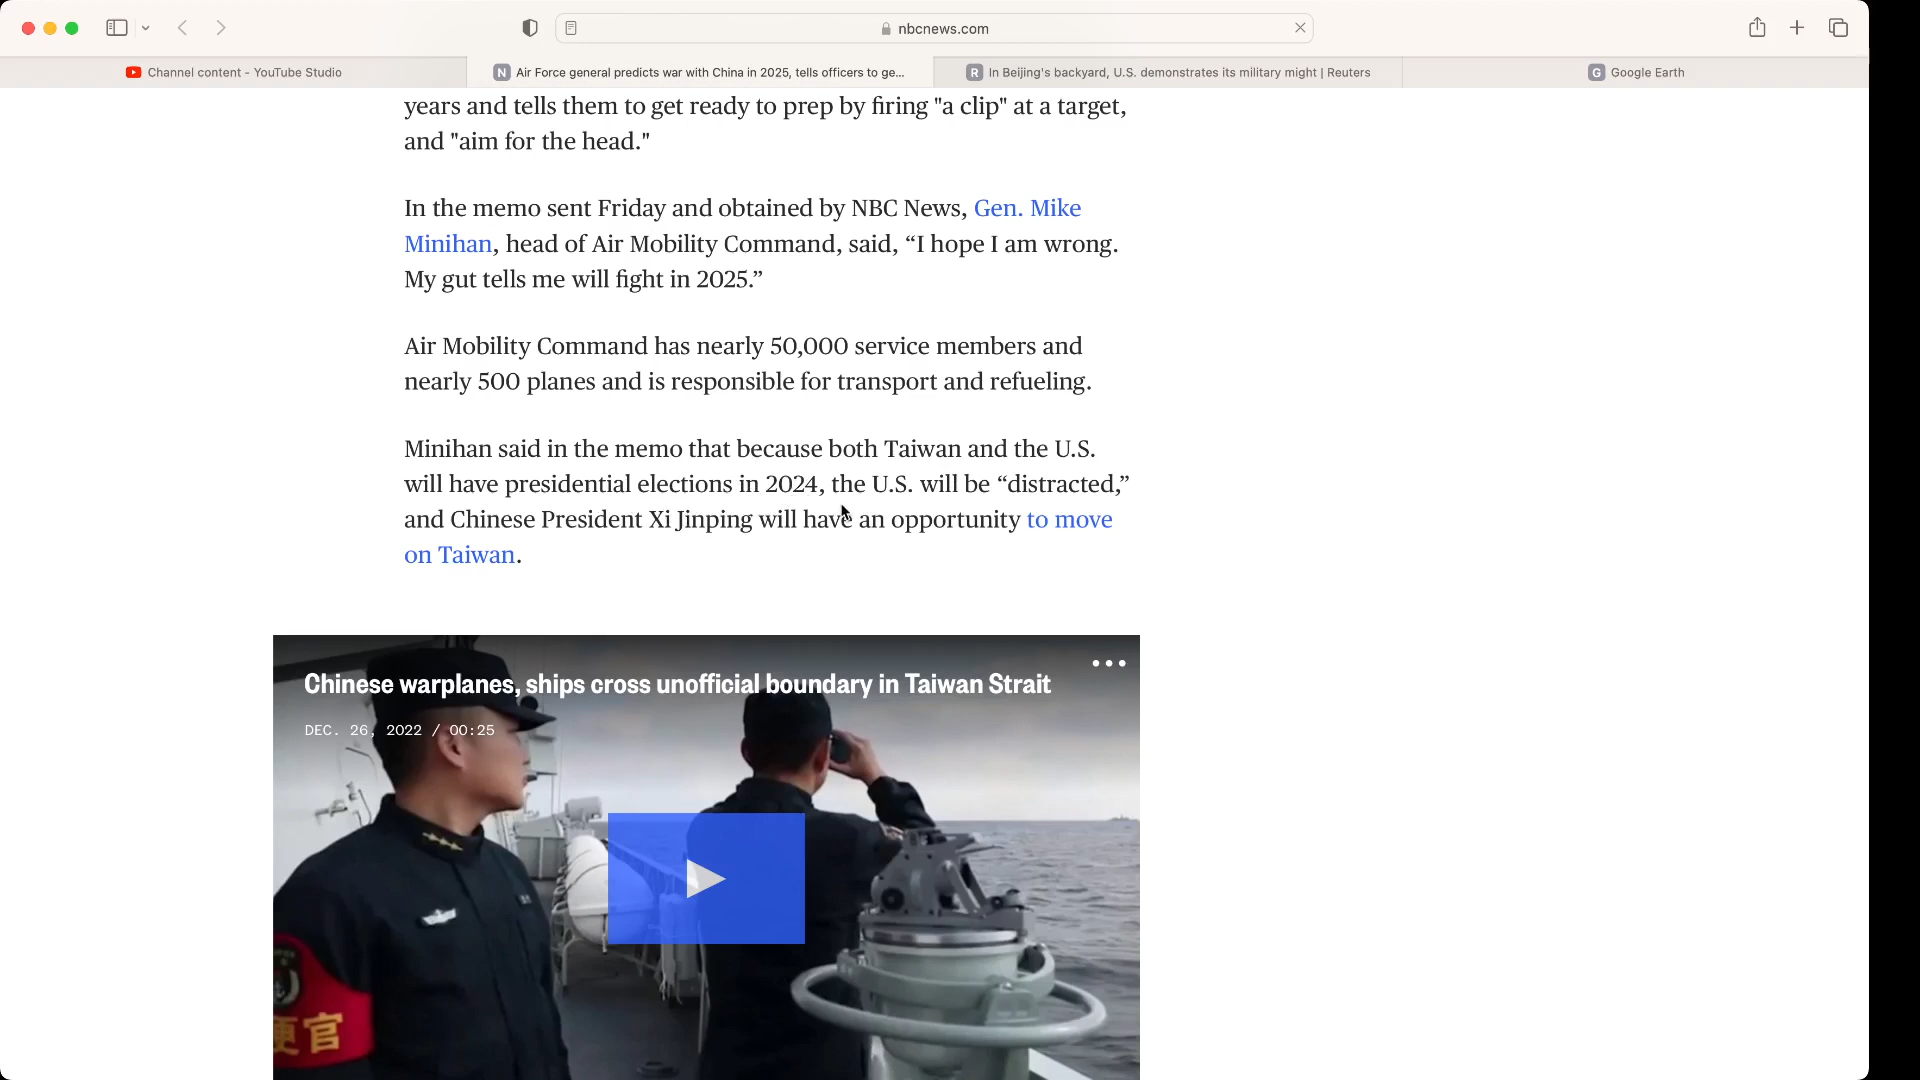 nbcnews.com
Channel content - YouTube Studio
N Air Force general predicts war with China in 2025, tells officers to ge...
R In Beijing's backyard, U.S. demonstrates its military might | Reuters
G Google Earth
years and tells them to get ready to prep by firing "a clip" at a target,
and "aim for the head."
In the memo sent Friday and obtained by NBC News, Gen. Mike
Minihan, head of Air Mobility Command, said, “I hope I am wrong.
My gut tells me will fight in 2025.”
Air Mobility Command has nearly 50,000 service members and
nearly 500 planes and is responsible for transport and refueling.
Minihan said in the memo that because both Taiwan and the U.S.
will have presidential elections in 2024, the U.S. will be “distracted,”
and Chinese President Xi Jinping will have an opportunity to move
on Taiwan.
Chinese warplanes, ships cross unofficial boundary in Taiwan Strait
DEC. 26, 2022 / 00:25
更官